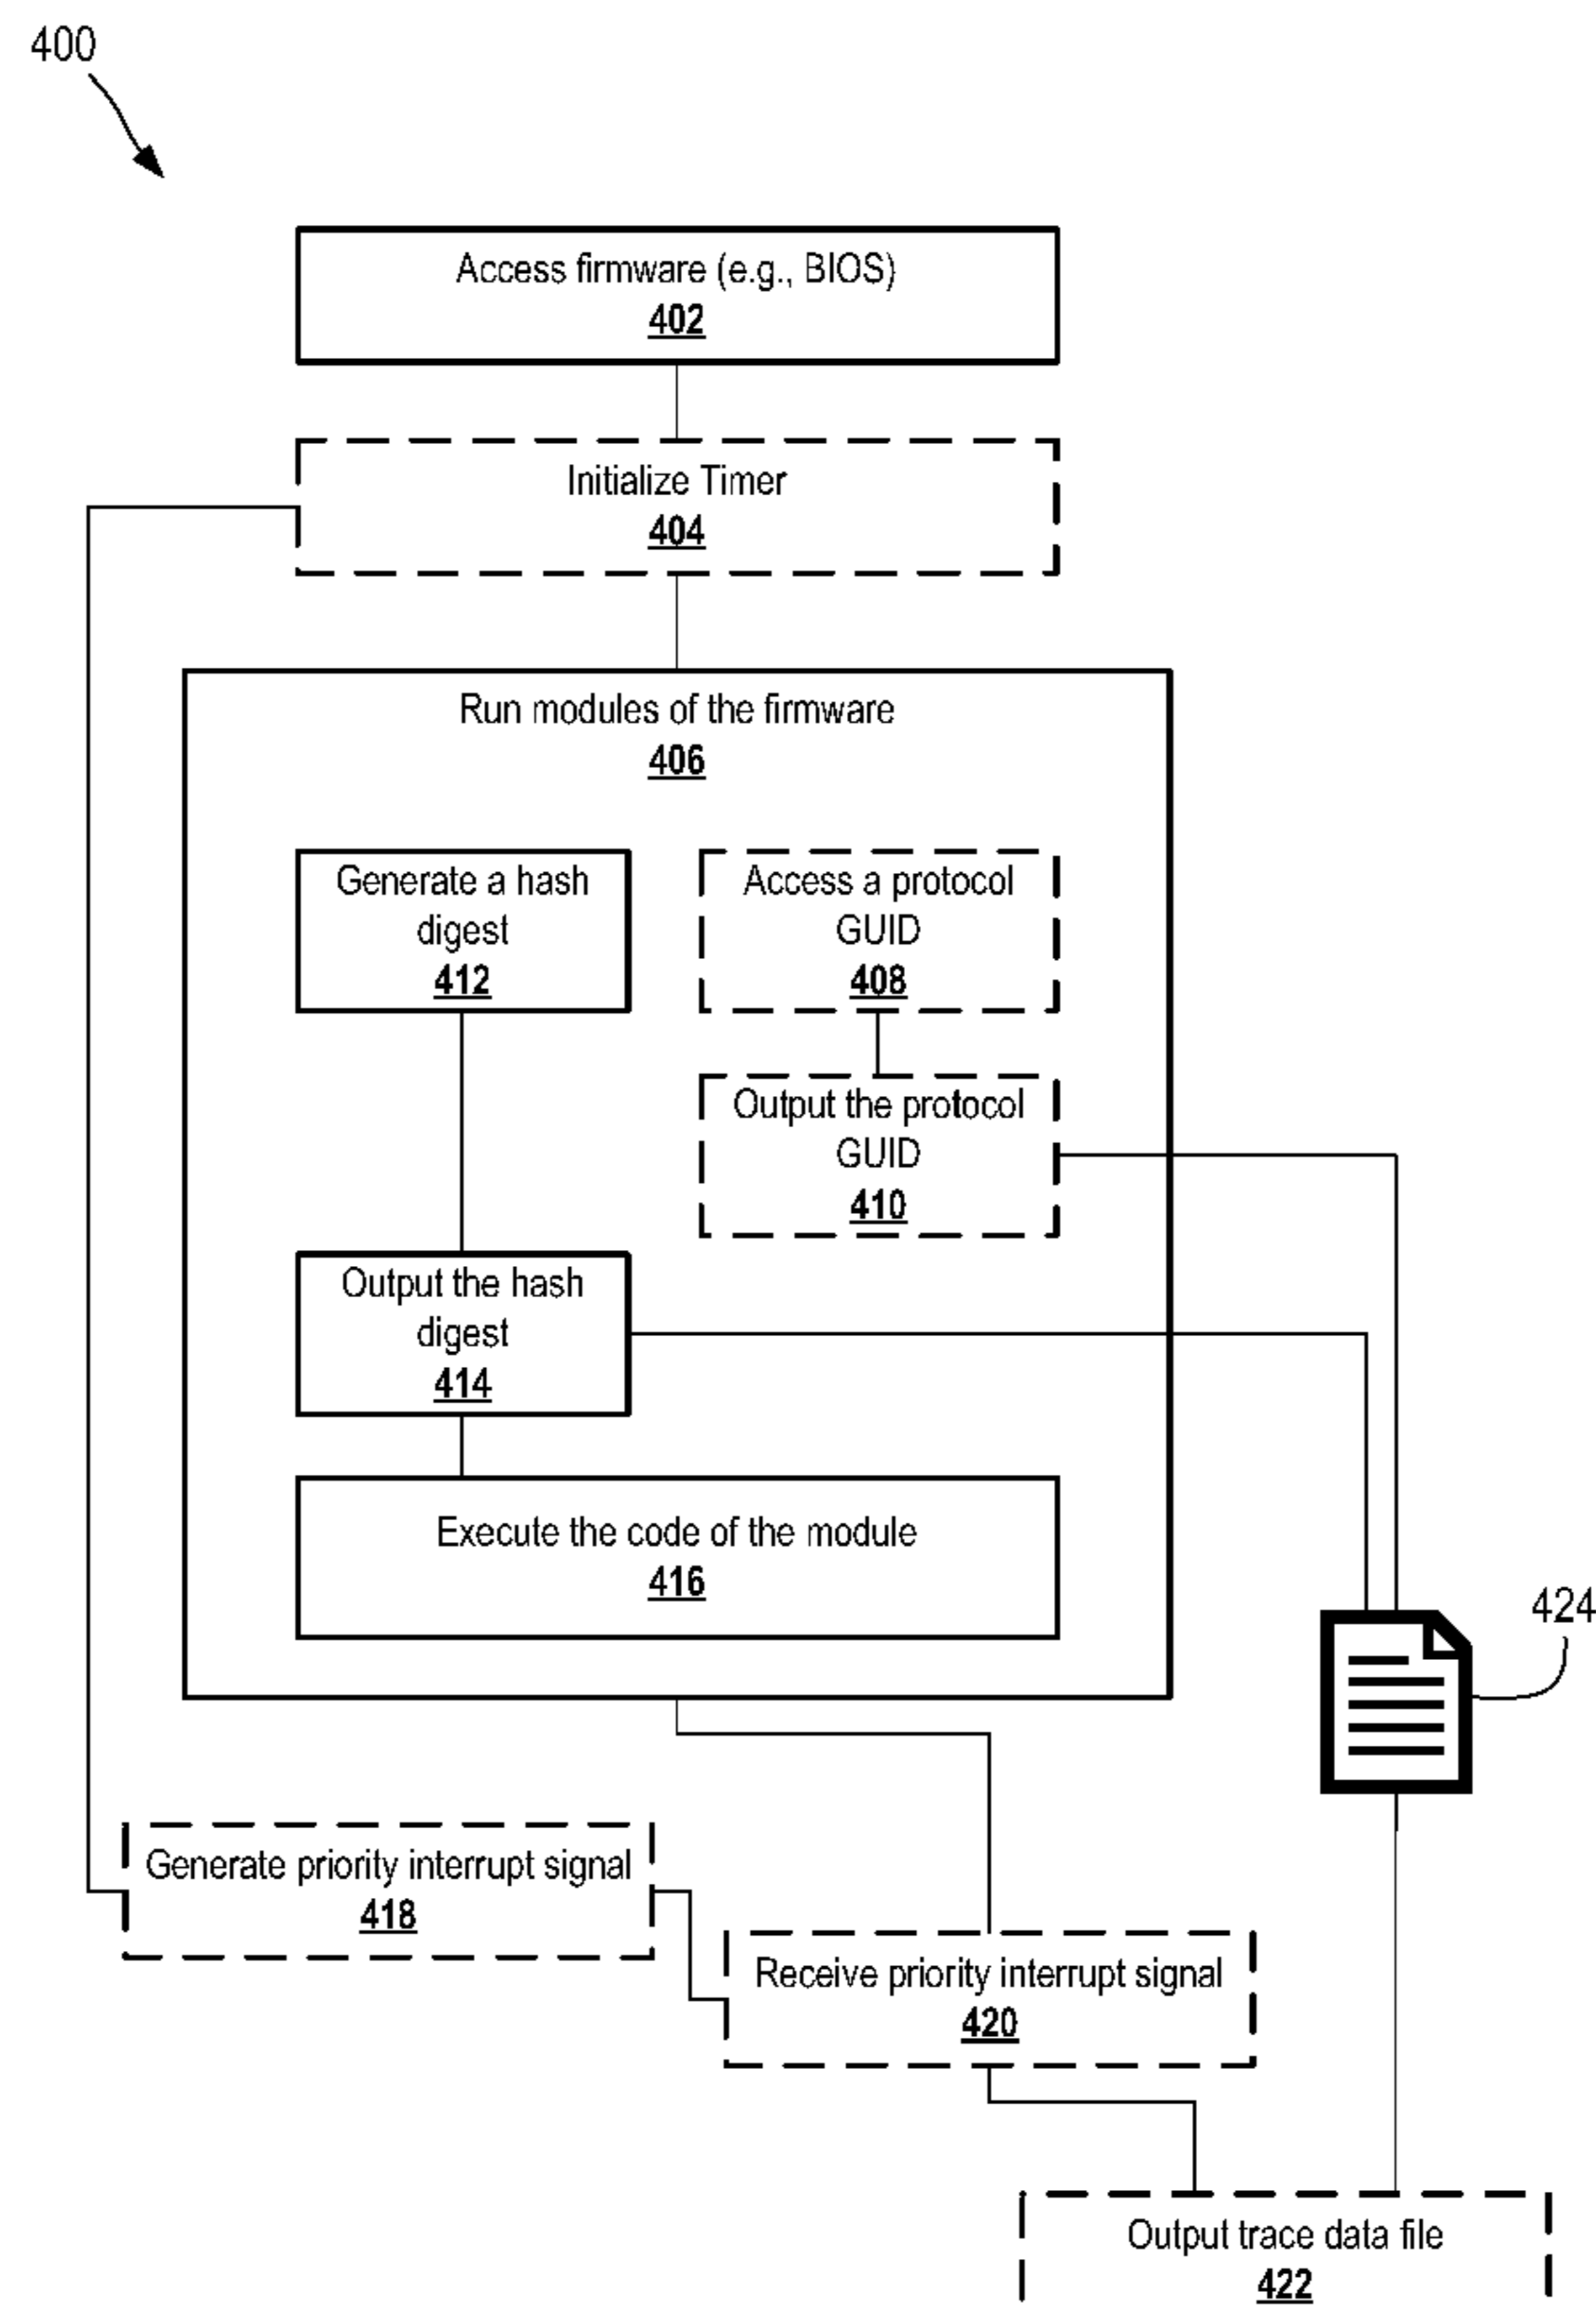 400
Access firmware (e.g., BIOS)
402
Initialize Timer
404
Run modules of the firmware
406
Generate a hash
digest
412
Access a protocol
GUID
408
Output the protocol
GUID
410
Output the hash
digest
414
Execute the code of the module
416
424
Generate priority interrupt signal
418
Receive priority interrupt signal
420
Output trace data file
422